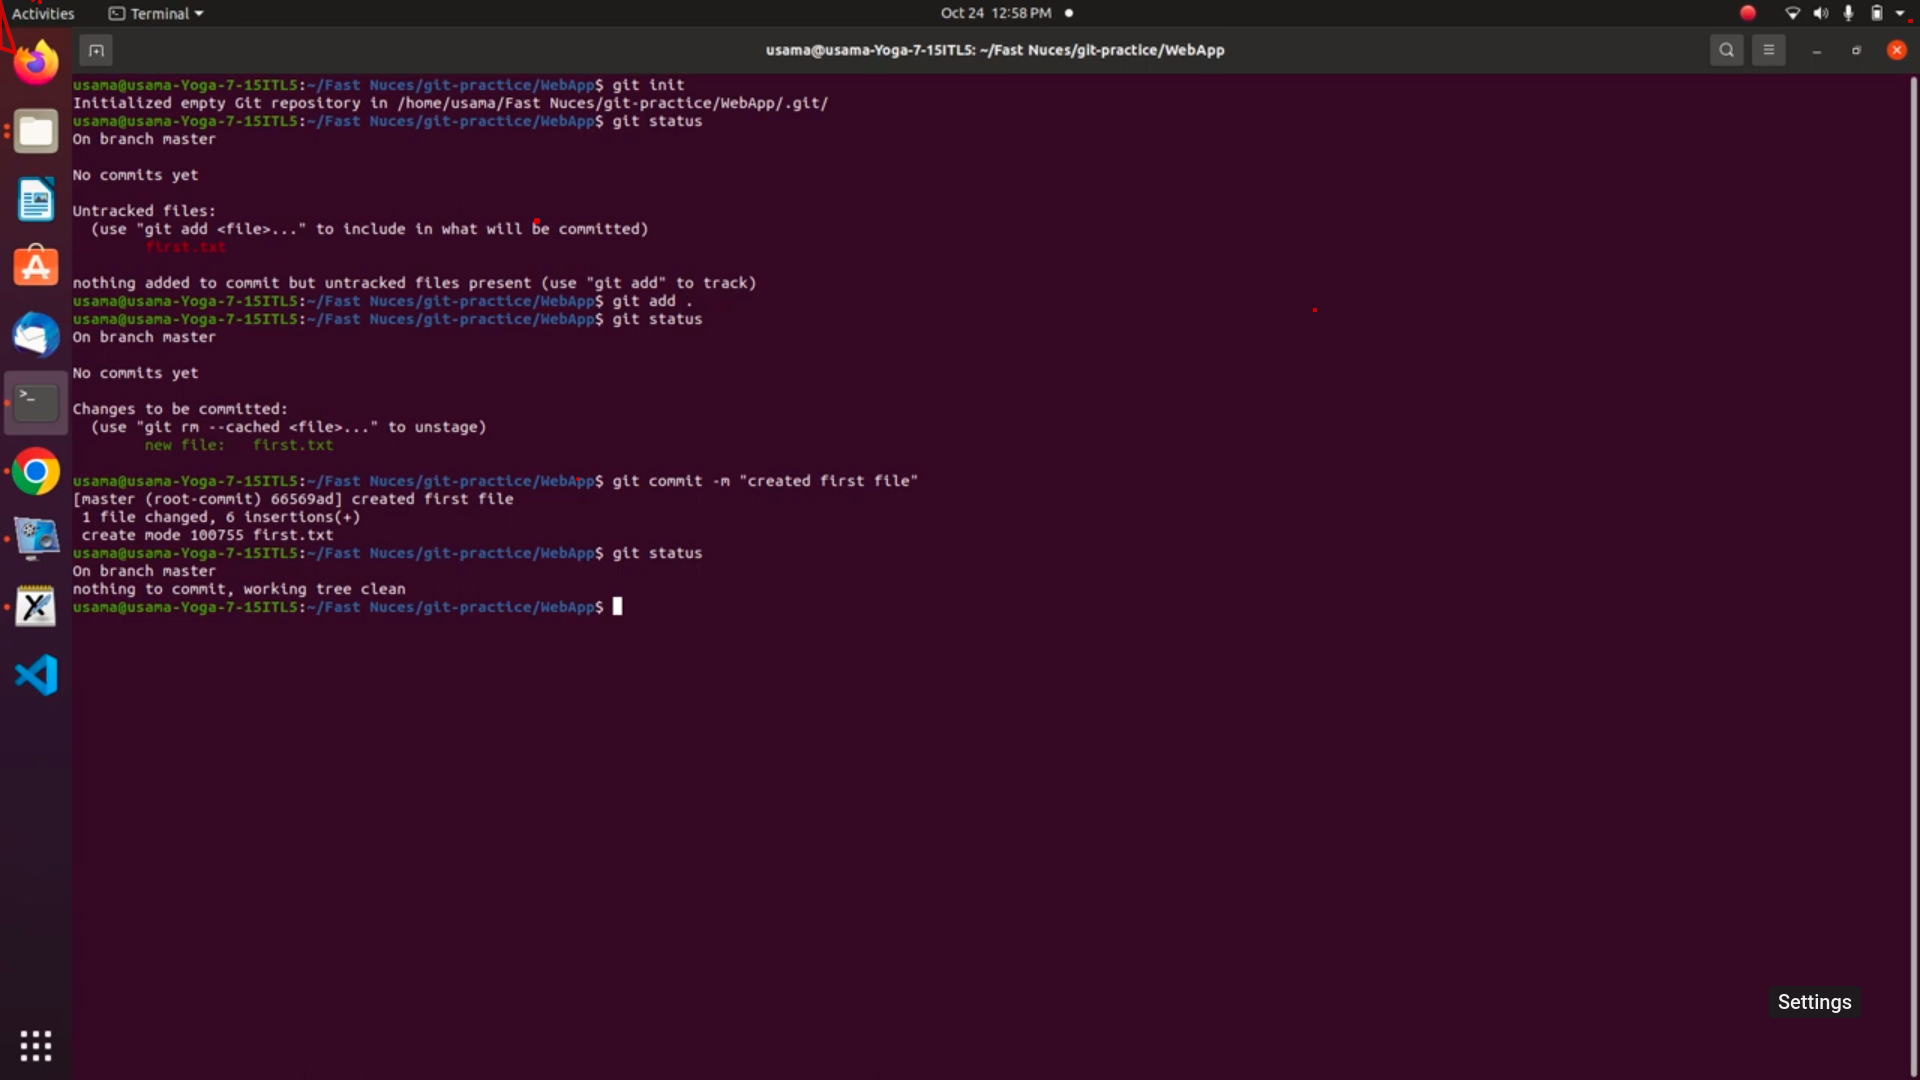 Activities
Terminal
Oct 24 12:58 PM
usama@usama-Yoga-7-15ITL5: ~/Fast Nuces/git-practice/WebApp
usama@usama-Yoga-7-15ITL5:~/Fast Nuces/git-practice/WebApp$ git init
Initialized empty Git repository in /home/usama/Fast Nuces/git-practice/WebApp/.git/
usama@usama-Yoga-7-15ITL5:~/Fast Nuces/git-practice/WebApp$ git status
On branch master
No commits yet
Untracked files:
(use "git add <file>..." to include in what will be committed)
first.txt
nothing added to commit but untracked files present (use "git add" to track)
usama@usama-Yoga-7-15ITL5:~/Fast Nuces/git-practice/WebApp$ git add .
usama@usama-Yoga-7-15ITL5:~/Fast Nuces/git-practice/WebApp$ git status
On branch master
No commits yet
Changes to be committed:
(use "git rm --cached <file>..." to unstage)
new file:   first.txt
usama@usama-Yoga-7-15ITL5:~/Fast Nuces/git-practice/WebApp$ git commit -m "created first file"
[master (root-commit) 66569ad] created first file
1 file changed, 6 insertions(+)
create mode 100755 first.txt
usama@usama-Yoga-7-15ITL5:~/Fast Nuces/git-practice/WebApp$ git status
On branch master
nothing to commit, working tree clean
usama@usama-Yoga-7-15ITL5:~/Fast Nuces/git-practice/WebApp$
Settings